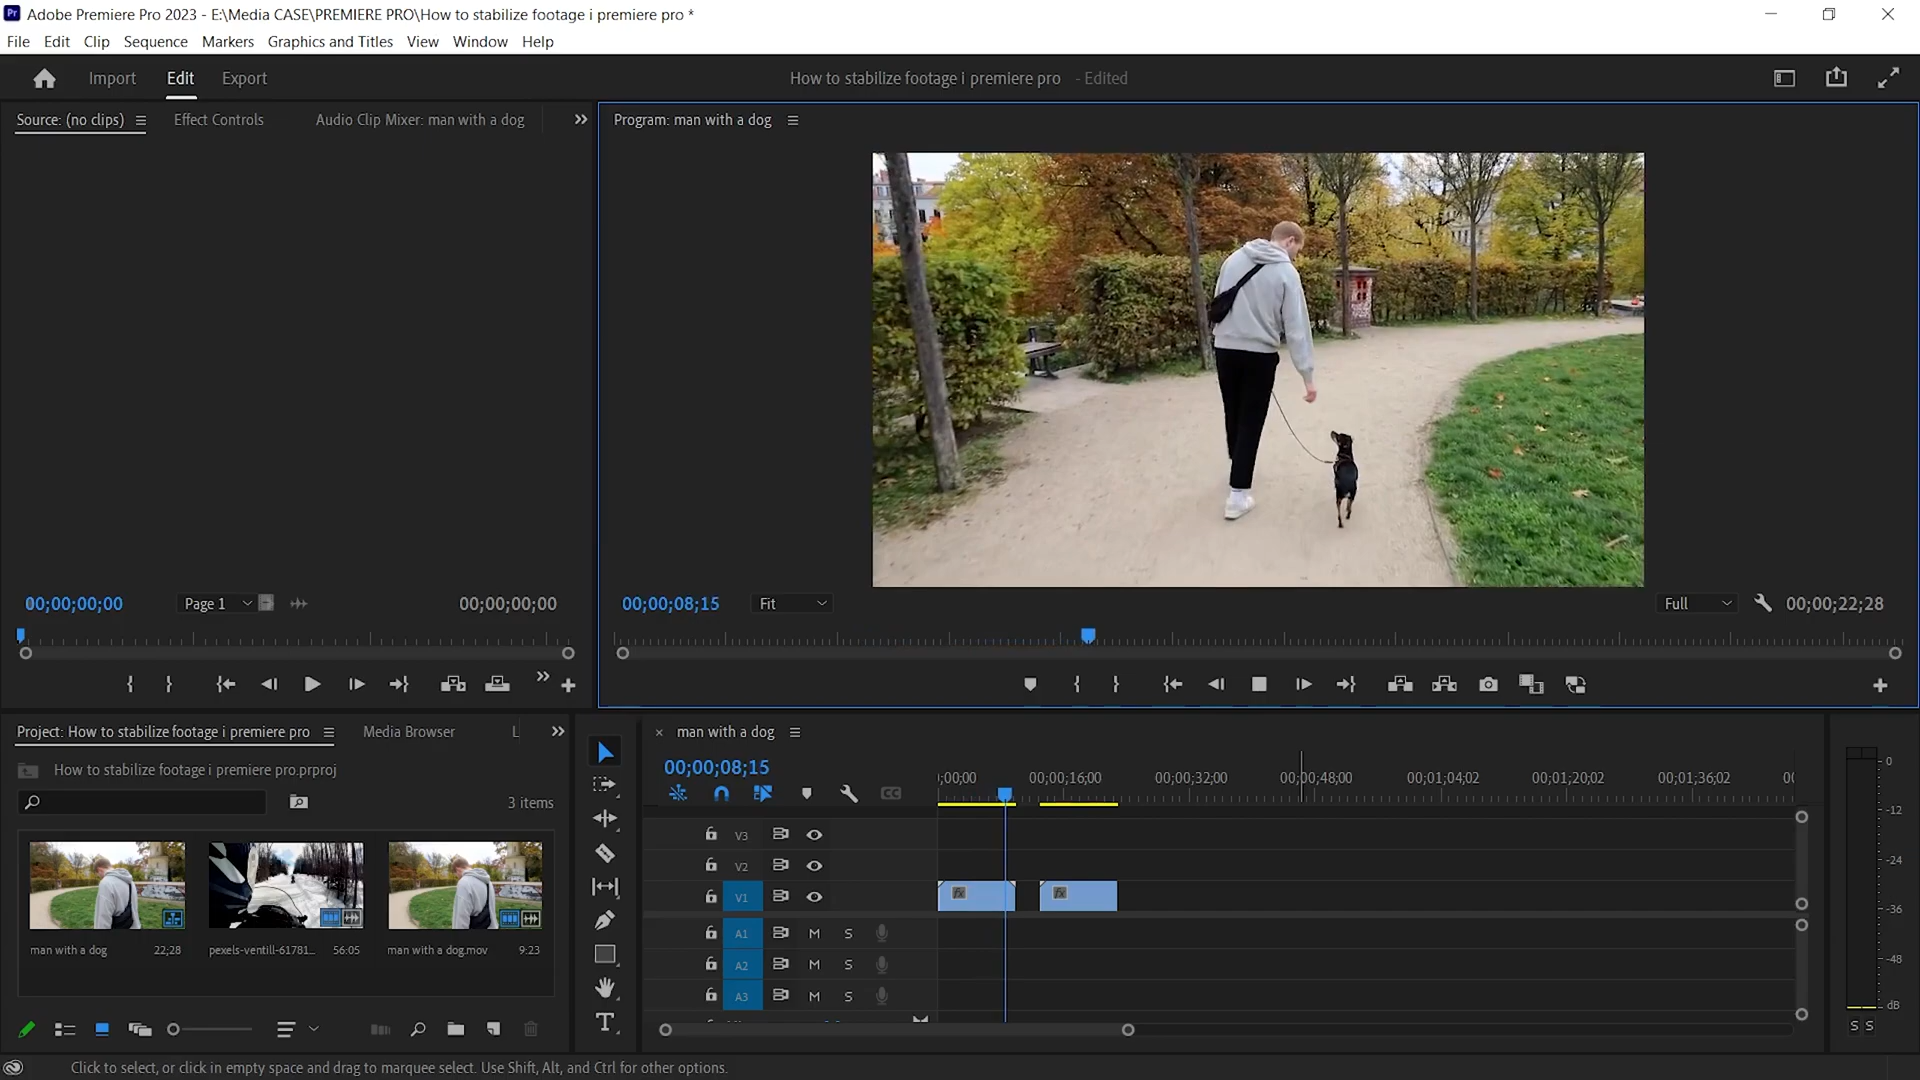 Adobe Premiere Pro 2023 - E:\Media CASE\PREMIERE PRO\How to stabilize footage i premiere pro *
File Edit Clip Sequence Markers Graphics and Titles View Window Help
Import Edit Export How to stabilize footage i premiere pro - Edited
Source: (no clips) Effect Controls Audio Clip Mixer: man with a dog
Program: man with a dog
00;00;00;00 Page 1 00;00;00;00
00;00;08;15 Fit Full 00;00;22;28
Project: How to stabilize footage i premiere pro Media Browser
How to stabilize footage i premiere pro.prproj
3 items
man with a dog 22;28
pexels-ventill-61781... 56:05
man with a dog.mov 9:23
man with a dog
00;00;08;15
;00;00 00;00;16;00 00;00;32;00 00;00;48;00 00;01;04;02 00;01;20;02 00;01;36;02
V3
V2
V1 fx fx
A1 M S
A2 M S
A3 M S
0
-12
-24
-36
-48
dB
S S
Click to select, or click in empty space and drag to marquee select. Use Shift, Alt, and Ctrl for other options.